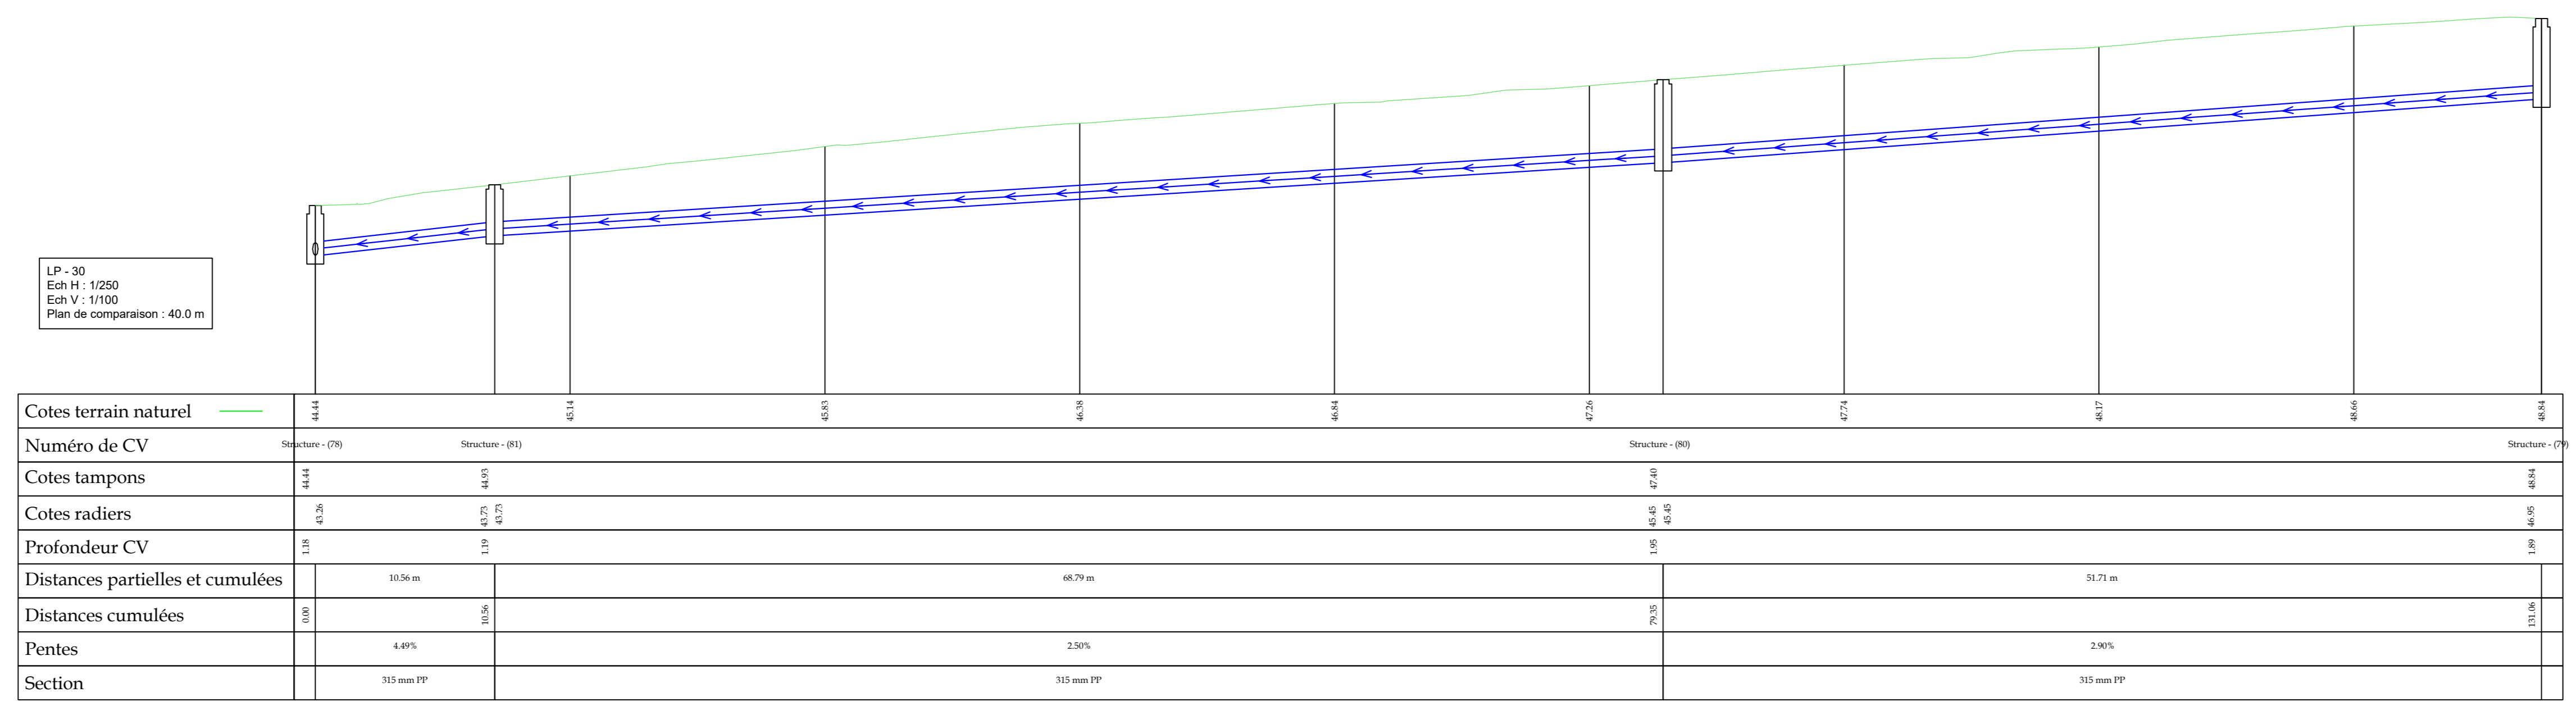 LP - 30
Ech H : 1/250
Ech V : 1/100
Plan de comparaison : 40.0 m
Cotes terrain naturel 44.44 45.14 45.83 46.38 46.84 47.26 47.74 48.17 48.66 48.84
Numéro de CV Structure - (78) Structure - (81) Structure - (80) Structure - (79)
Cotes tampons 44.44 44.93 47.40 48.84
Cotes radiers 43.26 43.73 43.73 45.45 45.45 46.95
Profondeur CV 1.18 1.19 1.95 1.89
Distances partielles et cumulées 10.56 m 68.79 m 51.71 m
Distances cumulées 0.00 10.56 79.35 131.06
Pentes 4.49% 2.50% 2.90%
Section 315 mm PP 315 mm PP 315 mm PP